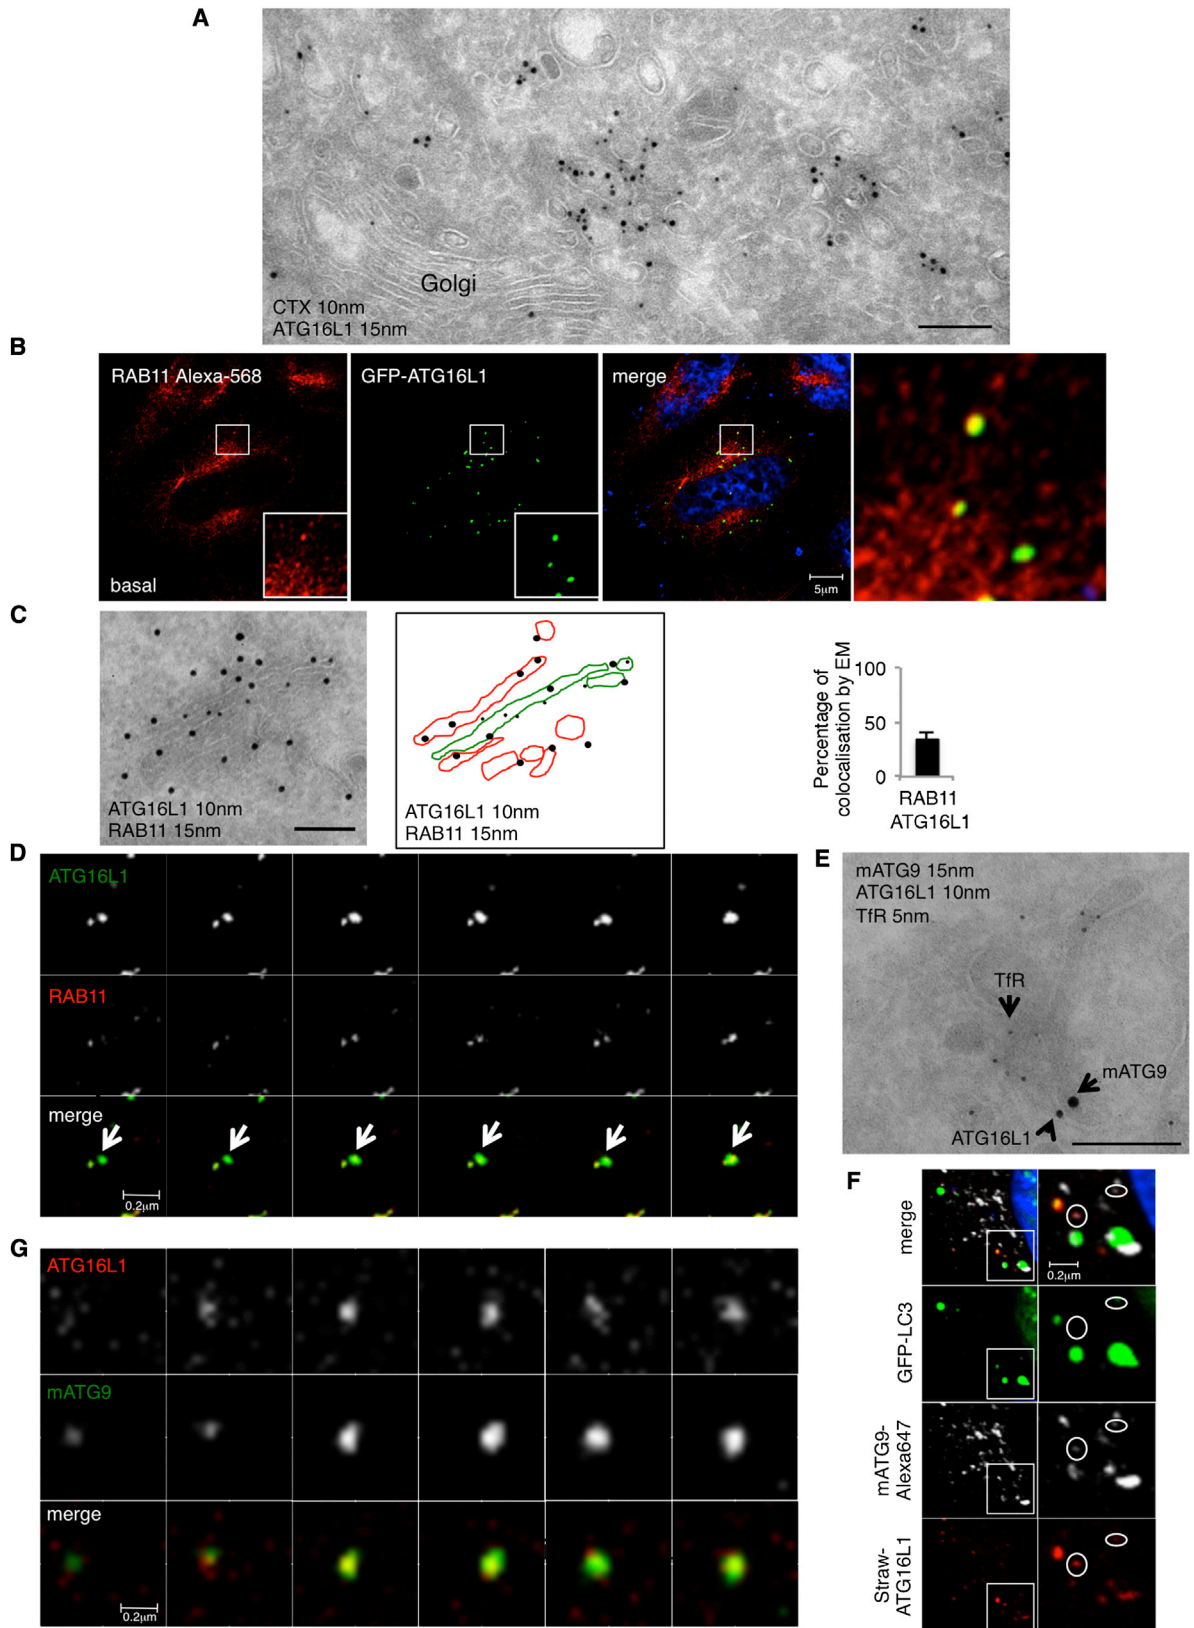 A
Golgi
CTX 10nm
ATG16L1 15nm
B
RAB11 Alexa-568
GFP-ATG16L1
merge
basal
5μm
C
ATG16L1 10nm
RAB11 15nm
ATG16L1 10nm
RAB11 15nm
Percentage of
colocalisation by EM
100
50
0
RAB11
ATG16L1
D
ATG16L1
RAB11
merge
0.2μm
E
mATG9 15nm
ATG16L1 10nm
TfR 5nm
TfR
mATG9
ATG16L1
F
merge
0.2μm
GFP-LC3
mATG9-
Alexa647
Straw-
ATG16L1
G
ATG16L1
mATG9
merge
0.2μm